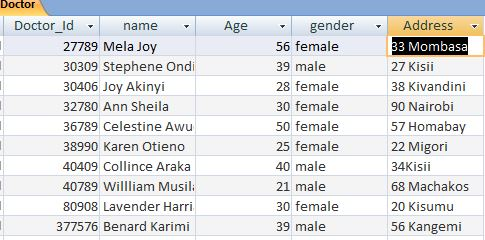 Doctor
Doctor_Id name Age gender Address
27789 Mela Joy 56 female 33 Mombasa
30309 Stephene Ondi 39 male 27 Kisii
30406 Joy Akinyi 28 female 38 Kivandini
32780 Ann Sheila 30 female 90 Nairobi
36789 Celestine Awu 50 female 57 Homabay
38990 Karen Otieno 25 female 22 Migori
40409 Collince Araka 40 male 34Kisii
40789 Willliam Musila 21 male 68 Machakos
80908 Lavender Harri 30 female 20 Kisumu
377576 Benard Karimi 39 male 56 Kangemi